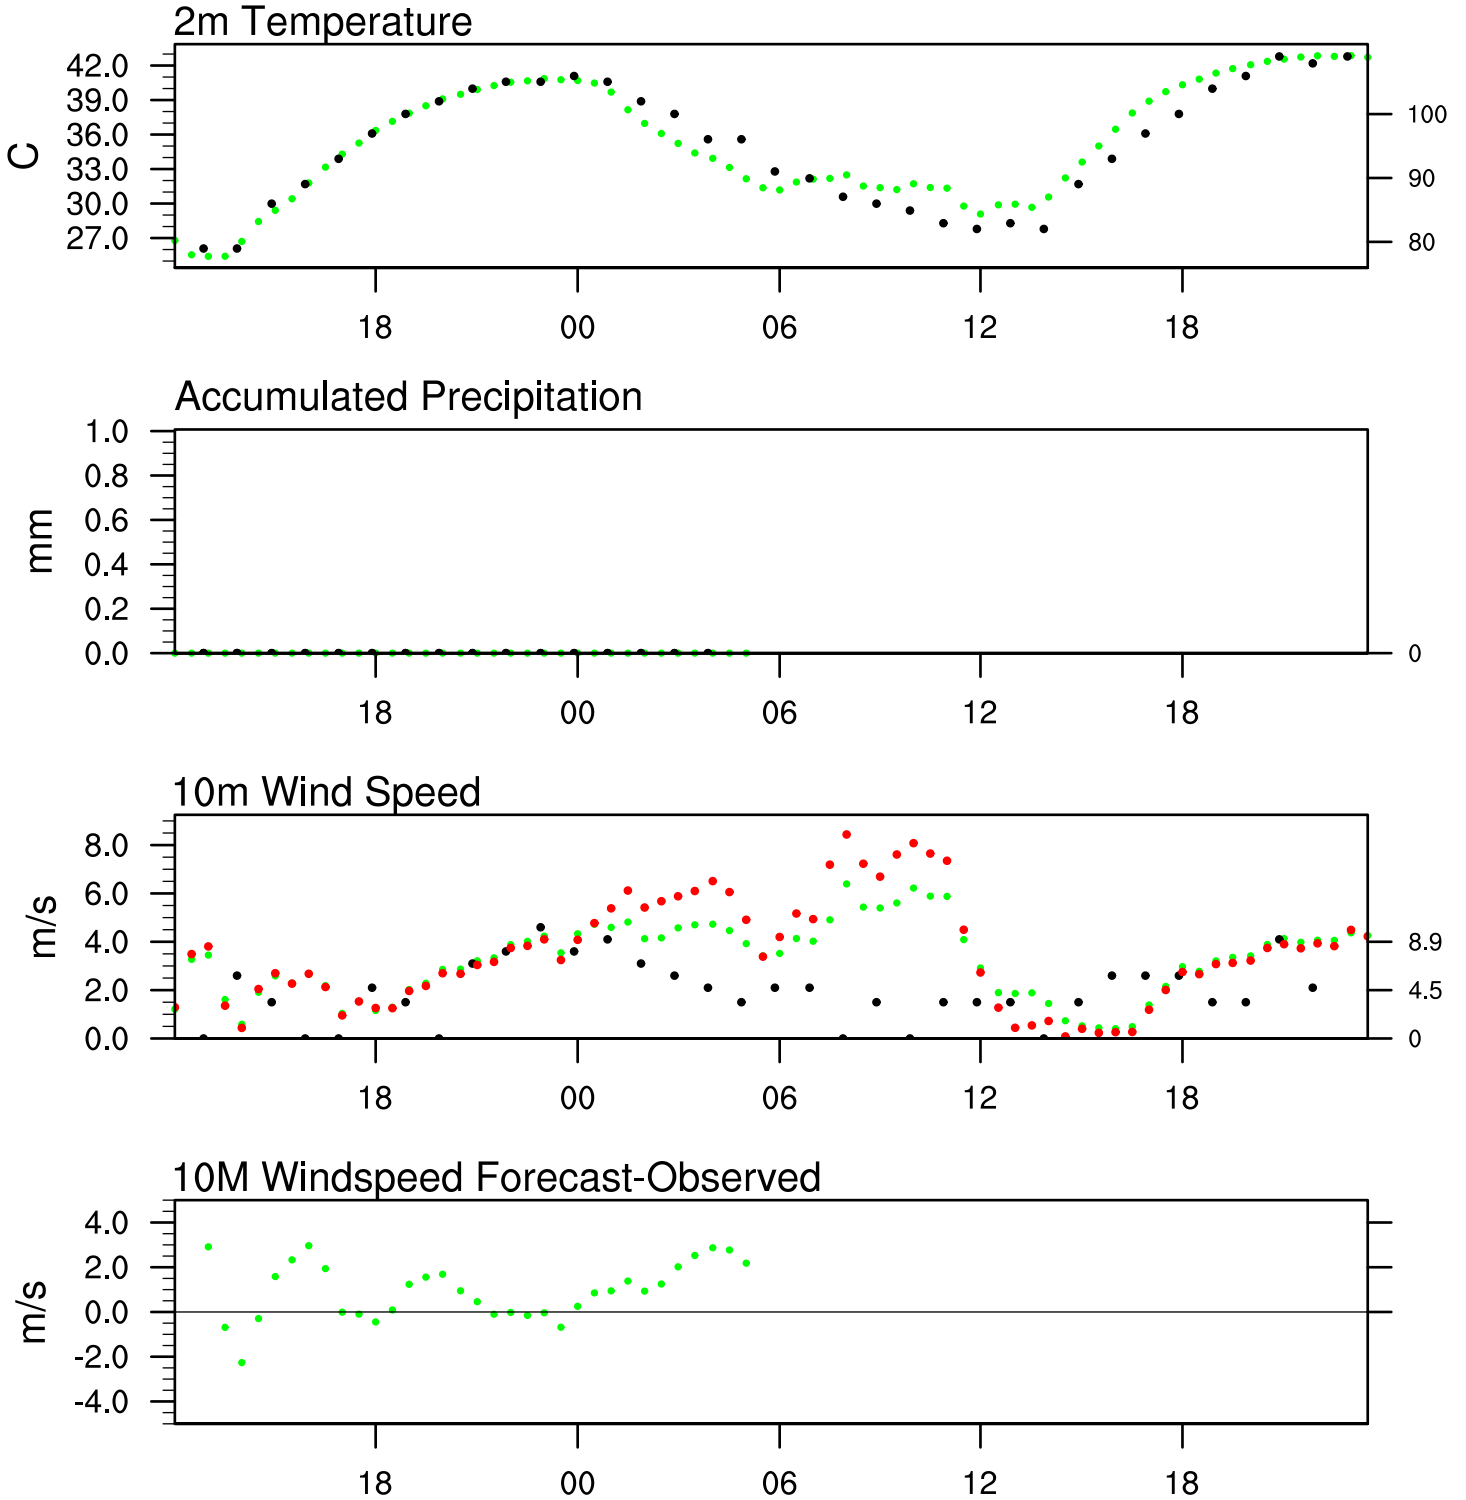 2m Temperature
42.0
39.0
36.0
33.0
30.0
27.0
C
100
90
80
18 00 06 12 18
Accumulated Precipitation
1.0
0.8
0.6
0.4
0.2
0.0
mm
0
18 00 06 12 18
10m Wind Speed
8.0
6.0
4.0
2.0
0.0
m/s
8.9
4.5
0
18 00 06 12 18
10M Windspeed Forecast-Observed
4.0
2.0
0.0
-2.0
-4.0
m/s
18 00 06 12 18